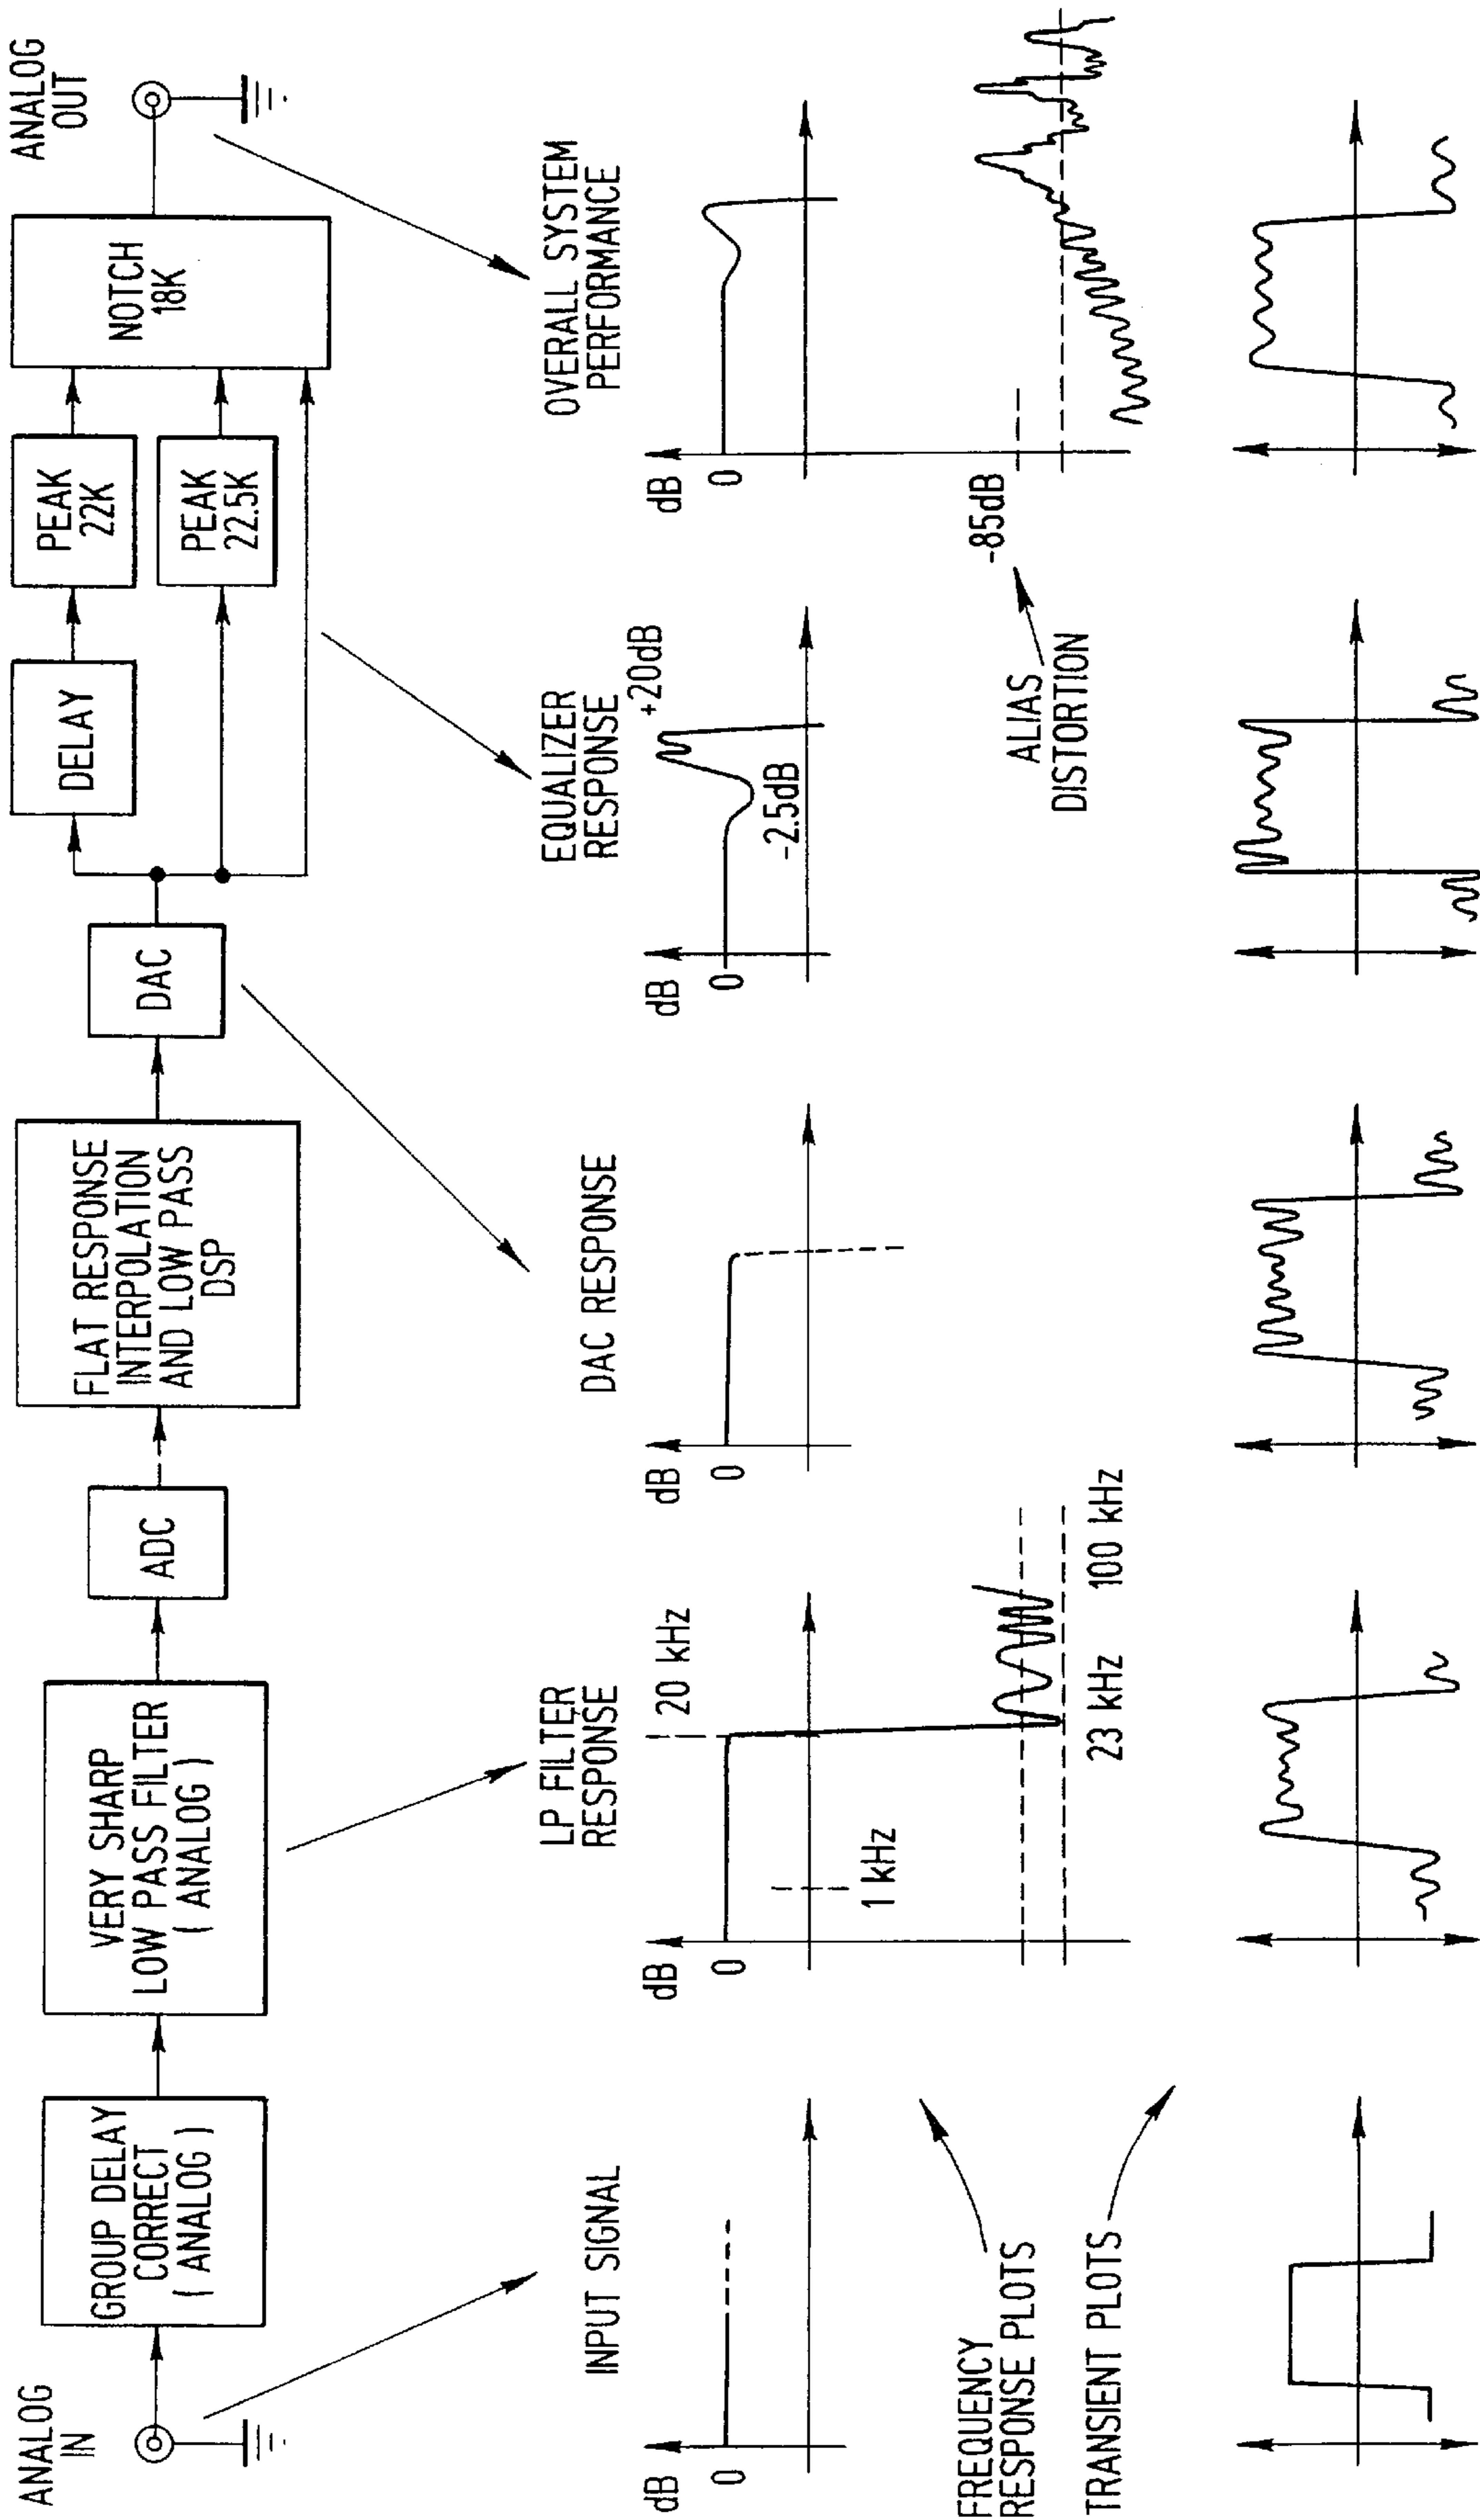 ANALOG
IN
GROUP DELAY
CORRECT
( ANALOG )
VERY SHARP
LOW PASS FILTER
( ANALOG )
ADC
FLAT RESPONSE
INTERPOLATION
AND LOW PASS
DSP
DAC
DELAY
PEAK
22K
PEAK
22.5K
NOTCH
18K
ANALOG
OUT
INPUT SIGNAL
dB
0
LP FILTER
RESPONSE
dB
0
20 kHz
1 kHz
23 kHz
100 kHz
DAC RESPONSE
dB
0
EQUALIZER
RESPONSE
dB
0
+20dB
-2.5dB
OVERALL SYSTEM
PERFORMANCE
dB
0
-85dB
ALIAS
DISTORTION
FREQUENCY
RESPONSE PLOTS
TRANSIENT PLOTS